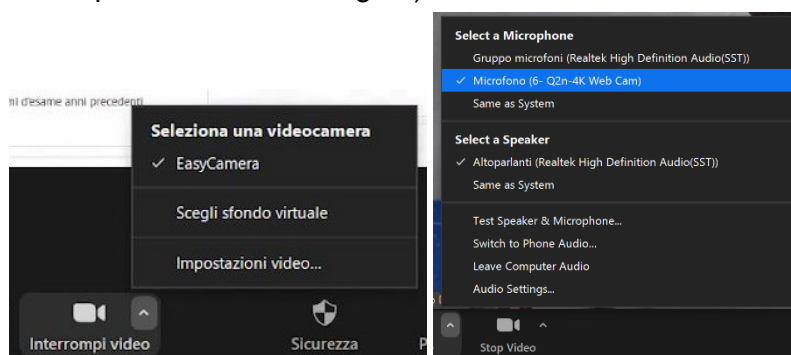 ni d'esame anni precedenti
Seleziona una videocamera
✓ EasyCamera
Scegli sfondo virtuale
Impostazioni video...
Interrompi video
Sicurezza
P
Select a Microphone
Gruppo microfoni (Realtek High Definition Audio(SST))
✓ Microfono (6- Q2n-4K Web Cam)
Same as System
Select a Speaker
✓ Altoparlanti (Realtek High Definition Audio(SST))
Same as System
Test Speaker & Microphone...
Switch to Phone Audio...
Leave Computer Audio
Audio Settings...
Stop Video